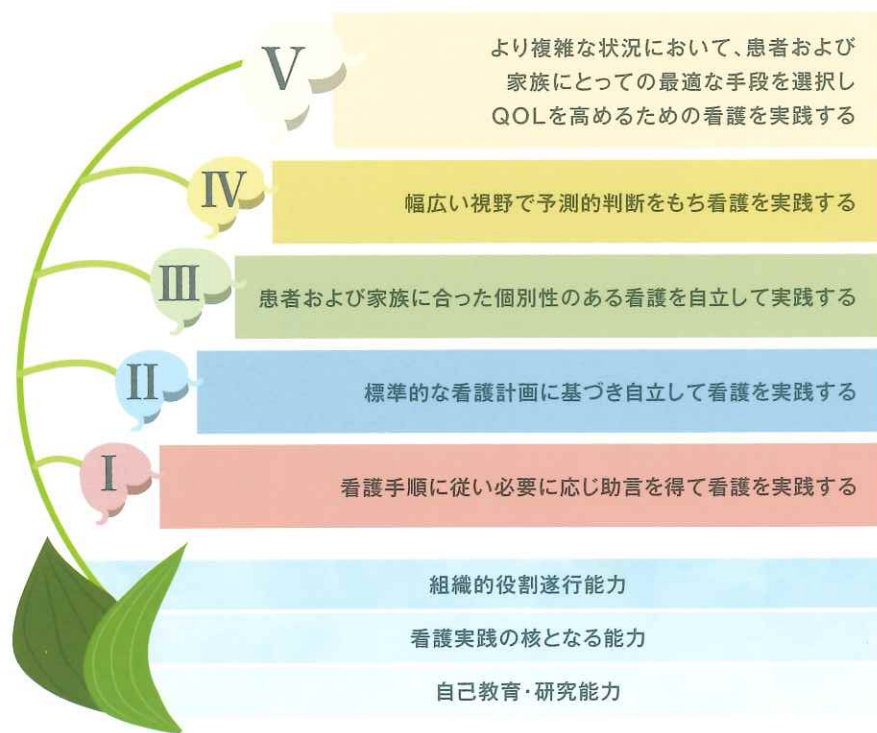 V
より複雑な状況において、患者および
家族にとっての最適な手段を選択し
QOLを高めるための看護を実践する
IV
幅広い視野で予測的判断をもち看護を実践する
III
患者および家族に合った個別性のある看護を自立して実践する
II
標準的な看護計画に基づき自立して看護を実践する
I
看護手順に従い必要に応じ助言を得て看護を実践する
組織的役割遂行能力
看護実践の核となる能力
自己教育・研究能力